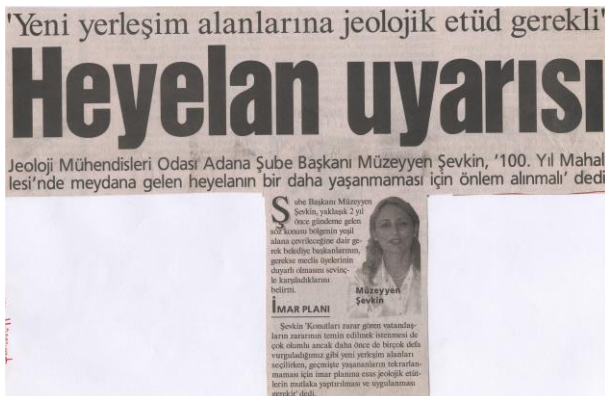 'Yeni yerleşim alanlarına jeolojik etüd gerekli'
Heyelan uyarısı
Jeoloji Mühendisleri Odası Adana Şube Başkanı Müzeyyen Şevkin, '100. Yıl Mahal
lesi'nde meydana gelen heyelanın bir daha yaşanmaması için önlem alınmalı' dedi
Şube Başkanı Müzeyyen
Şevkin, yaklaşık 2 yıl
önce gündeme gelen
söz konusu bölgenin yeşil
alana çevrileceğine dair ge-
rek belediye başkanlarının,
gerekse meclis üyelerinin
duyarlı olmasını sevinç-
le karşıladıklarını
belirtti.
Müzeyyen
Şevkin
İMAR PLANI
Şevkin 'Konutları zarar gören vatandaş-
ların zararının temin edilmek istenmesi de
çok olumlu ancak daha önce de birçok defa
vurguladığımız gibi yeni yerleşim alanları
seçilirken, geçmişte yaşananların tekrarlan-
maması için imar planına esas jeolojik etüt-
lerin mutlaka yaptırılması ve uygulanması
gerekir' dedi.